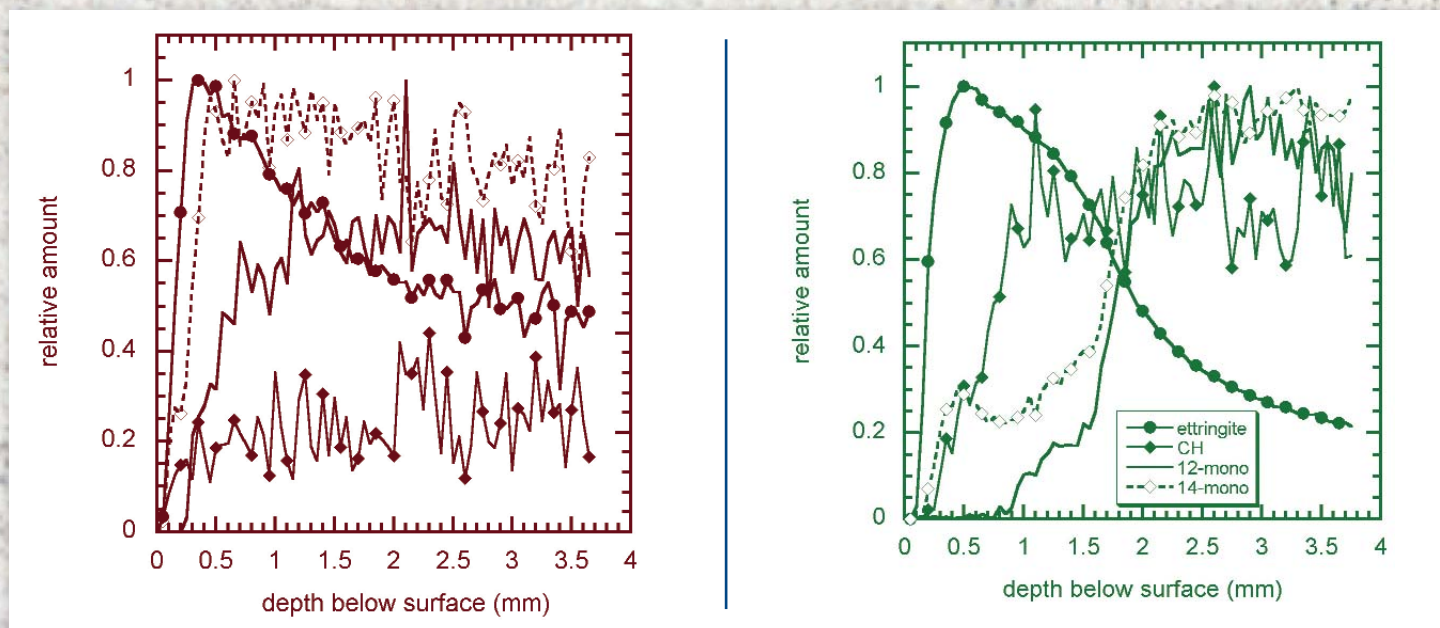 1
0.8
0.6
0.4
0.2
0
relative amount
0 0.5 1 1.5 2 2.5 3 3.5 4
depth below surface (mm)
1
0.8
0.6
0.4
0.2
0
relative amount
ettringite
CH
12-mono
14-mono
0 0.5 1 1.5 2 2.5 3 3.5 4
depth below surface (mm)